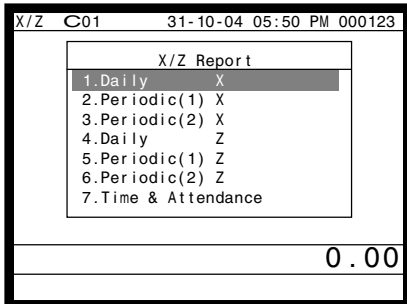 X/Z C01 31-10-04 05:50 PM 000123
X/Z Report
1.Daily X
2.Periodic(1) X
3.Periodic(2) X
4.Daily Z
5.Periodic(1) Z
6.Periodic(2) Z
7.Time & Attendance
0.00